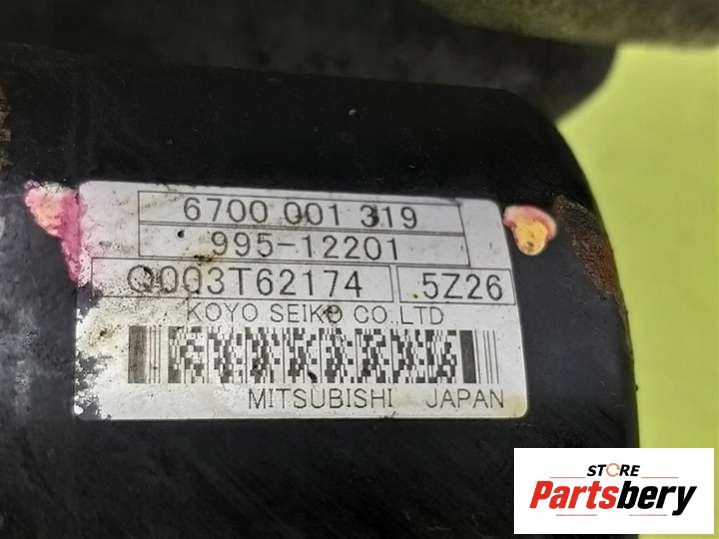 6700 001 319
995-12201
Q003T62174 5Z26
KOYO SEIKO CO.,LTD
MITSUBISHI JAPAN
STORE
Partsbery